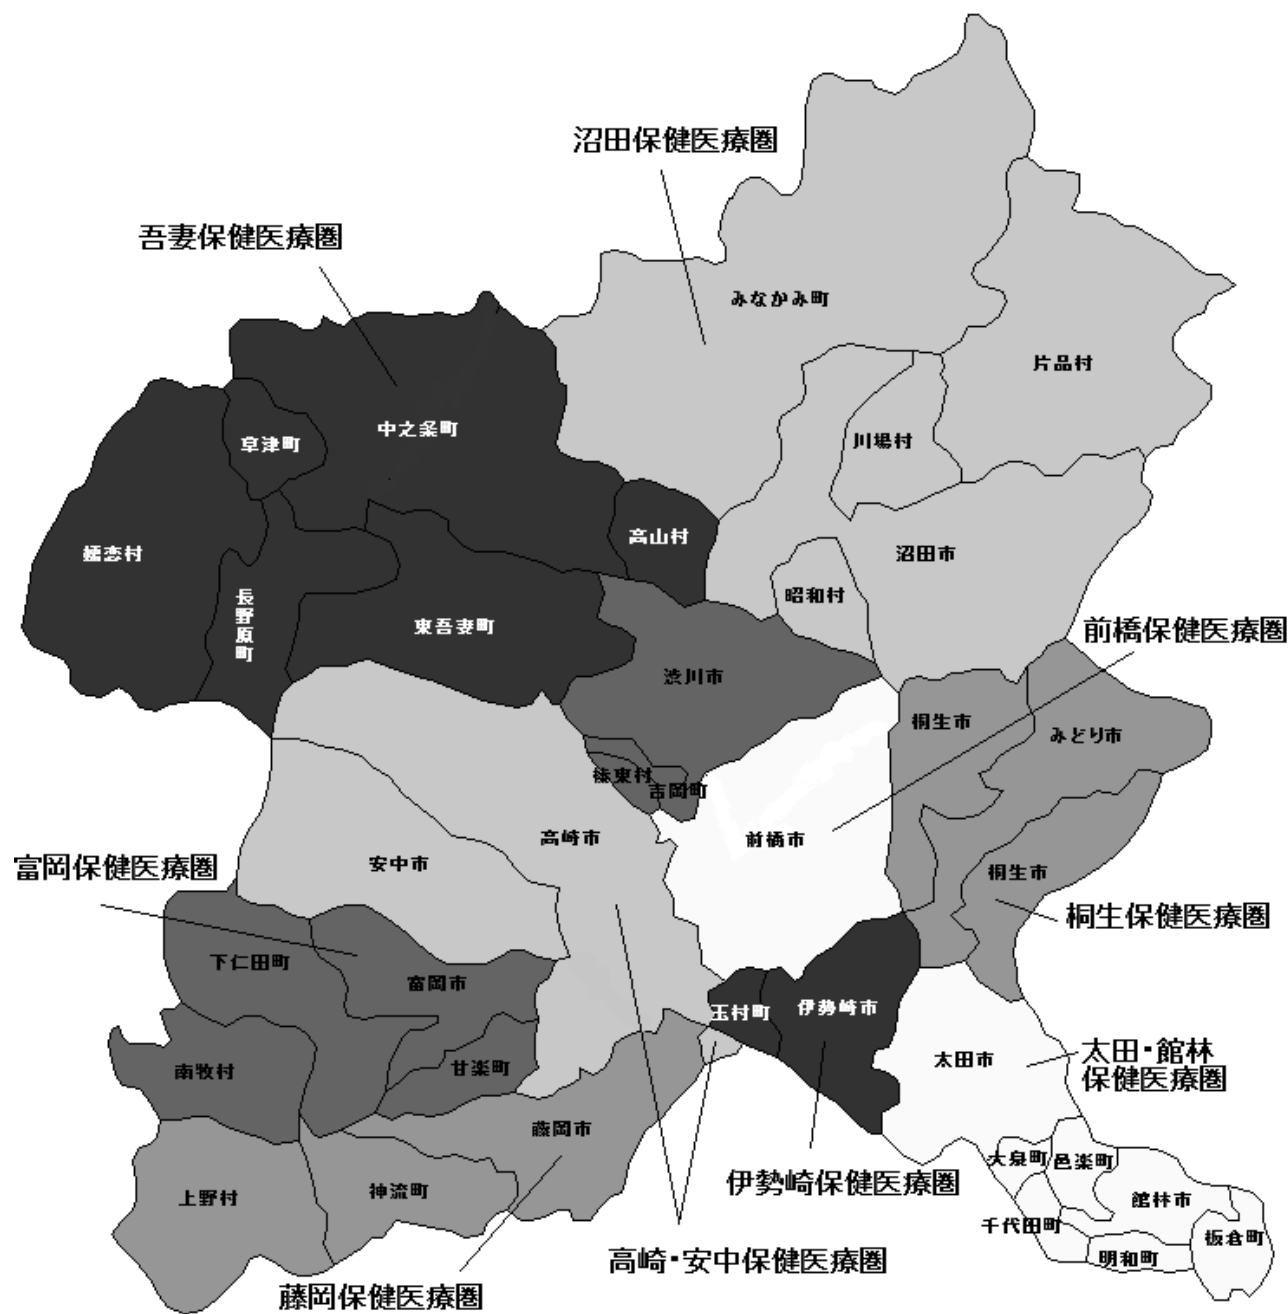 沼田保健医療圏
吾妻保健医療圏
みなかみ町
片品村
草津町
中之条町
川場村
嬬恋村
高山村
沼田市
長野原町
昭和村
東吾妻町
前橋保健医療圏
渋川市
桐生市
みどり市
榛東村
吉岡町
高崎市
前橋市
安中市
富岡保健医療圏
桐生市
桐生保健医療圏
下仁田町
富岡市
玉村町
伊勢崎市
太田市
太田・館林
保健医療圏
南牧村
甘楽町
藤岡市
大泉町
邑楽町
上野村
神流町
伊勢崎保健医療圏
館林市
千代田町
板倉町
高崎・安中保健医療圏
明和町
藤岡保健医療圏